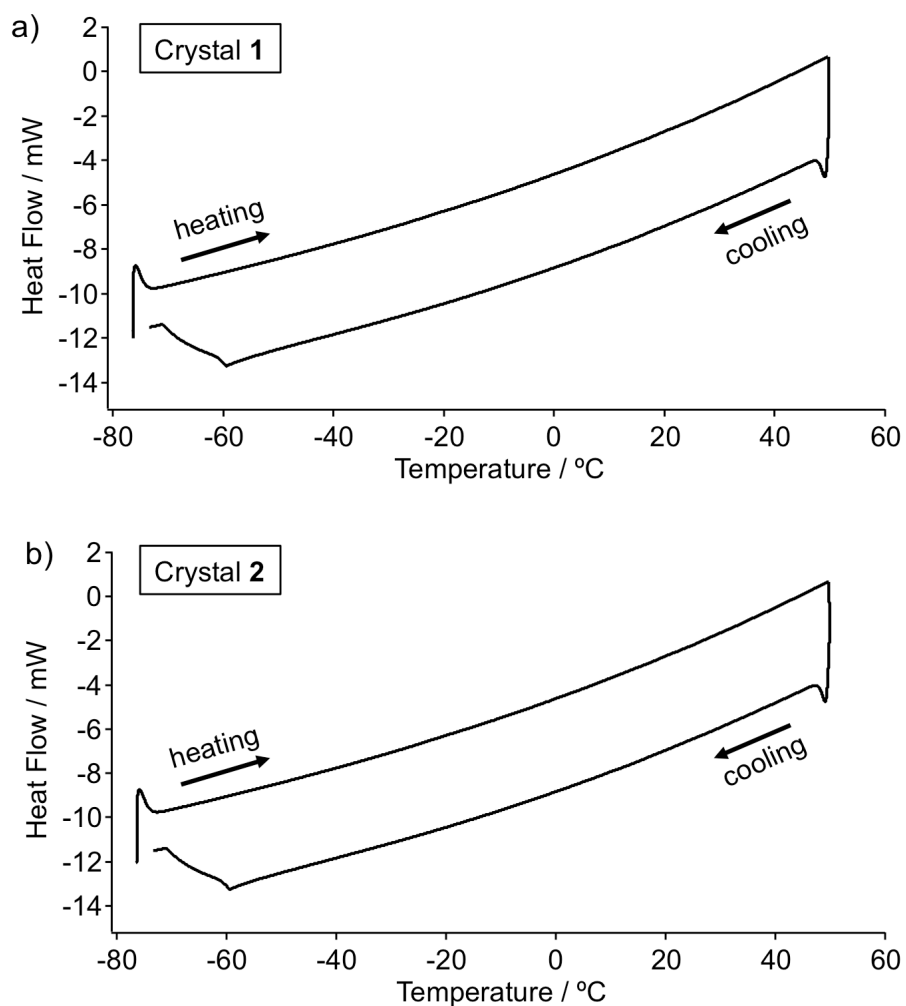 a)
Crystal 1
2
0
-2
-4
-6
-8
-10
-12
-14
Heat Flow / mW
heating
cooling
-80 -60 -40 -20 0 20 40 60
Temperature / ºC
b)
Crystal 2
2
0
-2
-4
-6
-8
-10
-12
-14
Heat Flow / mW
heating
cooling
-80 -60 -40 -20 0 20 40 60
Temperature / ºC